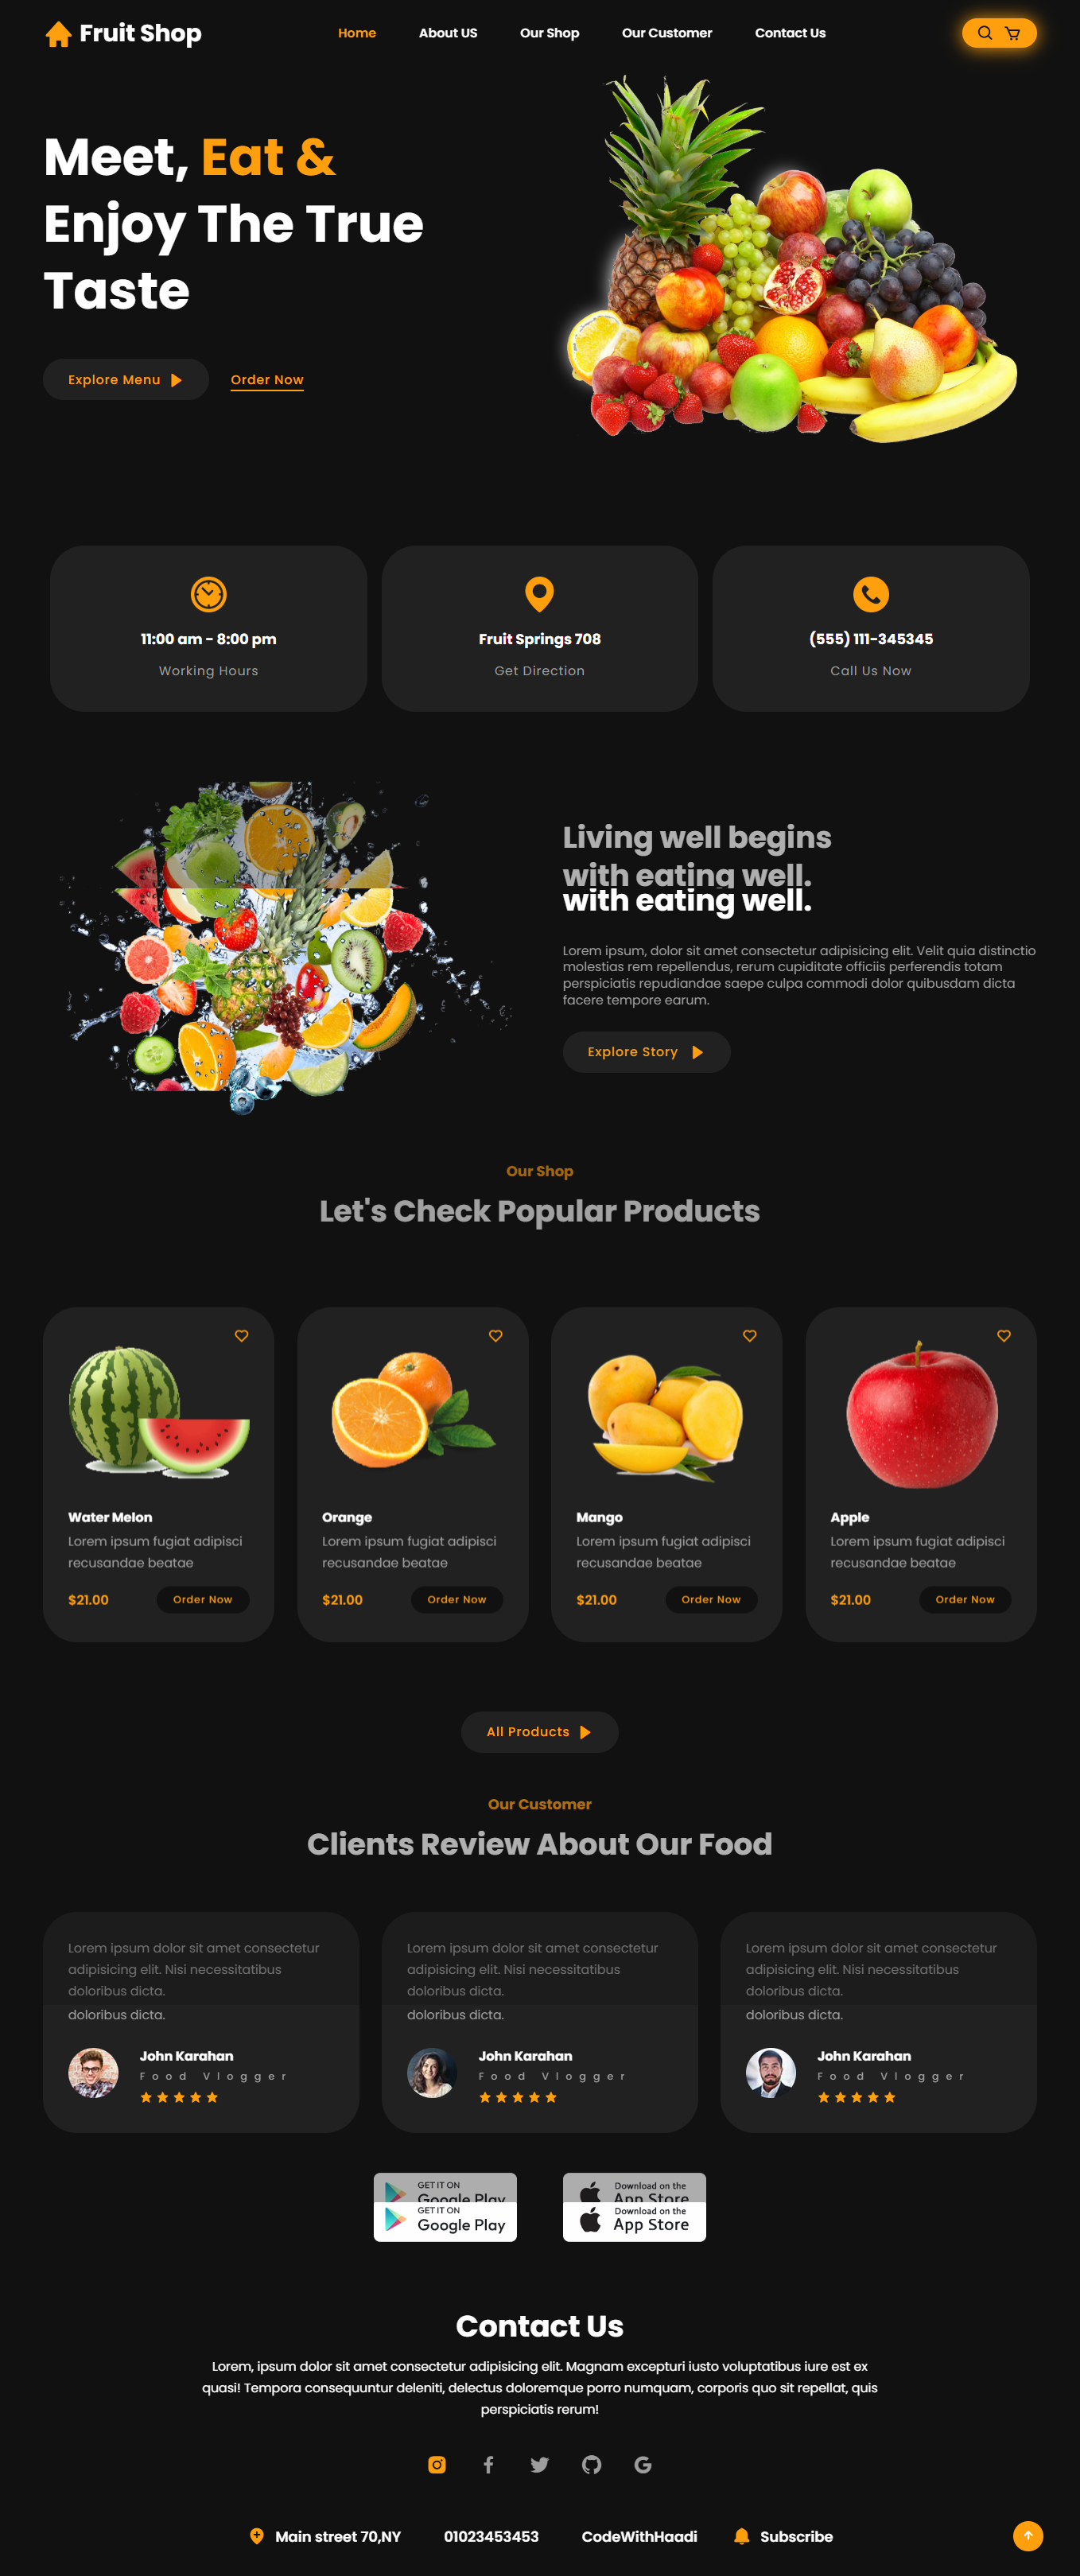 Fruit Shop
Home
About US
Our Shop
Our Customer
Contact Us
Meet, Eat &
Enjoy The True
Taste
Explore Menu
Order Now
11:00 am - 8:00 pm
Working Hours
Fruit Springs 708
Get Direction
(555) 111-345345
Call Us Now
Living well begins
with eating well.
with eating well.
Lorem ipsum, dolor sit amet consectetur adipisicing elit. Velit quia distinctio
molestias rem repellendus, rerum cupiditate officiis perferendis totam
perspiciatis repudiandae saepe culpa commodi dolor quibusdam dicta
facere tempore earum.
Explore Story
Our Shop
Let's Check Popular Products
Water Melon
Lorem ipsum fugiat adipisci
recusandae beatae
$21.00
Order Now
Orange
Lorem ipsum fugiat adipisci
recusandae beatae
$21.00
Order Now
Mango
Lorem ipsum fugiat adipisci
recusandae beatae
$21.00
Order Now
Apple
Lorem ipsum fugiat adipisci
recusandae beatae
$21.00
Order Now
All Products
Our Customer
Clients Review About Our Food
Lorem ipsum dolor sit amet consectetur
adipisicing elit. Nisi necessitatibus
doloribus dicta.
doloribus dicta.
John Karahan
Food Vlogger
Lorem ipsum dolor sit amet consectetur
adipisicing elit. Nisi necessitatibus
doloribus dicta.
doloribus dicta.
John Karahan
Food Vlogger
Lorem ipsum dolor sit amet consectetur
adipisicing elit. Nisi necessitatibus
doloribus dicta.
doloribus dicta.
John Karahan
Food Vlogger
GET IT ON
Google Play
GET IT ON
Google Play
Download on the
App Store
Download on the
App Store
Contact Us
Lorem, ipsum dolor sit amet consectetur adipisicing elit. Magnam excepturi iusto voluptatibus iure est ex
quasi! Tempora consequuntur deleniti, delectus doloremque porro numquam, corporis quo sit repellat, quis
perspiciatis rerum!
Main street 70,NY
01023453453
CodeWithHaadi
Subscribe